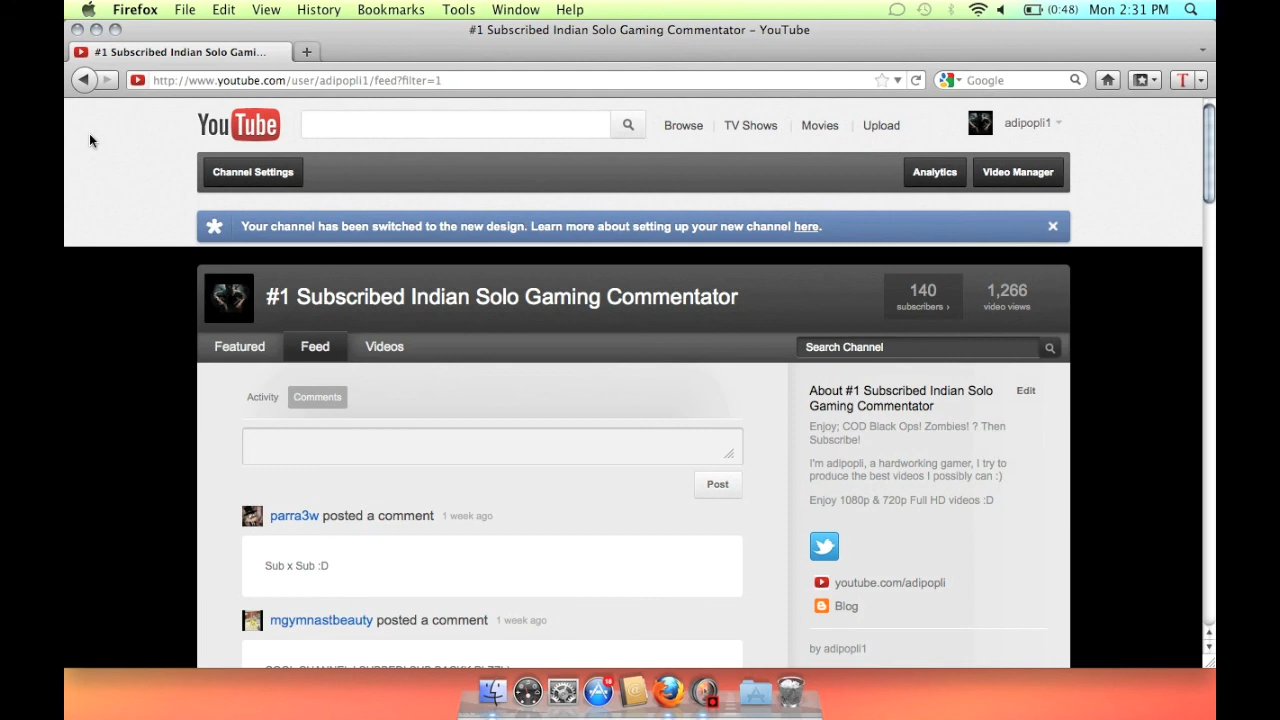 Firefox File Edit View History Bookmarks Tools Window Help (0:48) Mon 2:31 PM
#1 Subscribed Indian Solo Gaming Commentator – YouTube
#1 Subscribed Indian Solo Gami...
http://www.youtube.com/user/adipopli1/feed?filter=1
Google
YouTube
Browse TV Shows Movies Upload adipopli1
Channel Settings Analytics Video Manager
Your channel has been switched to the new design. Learn more about setting up your new channel here.
#1 Subscribed Indian Solo Gaming Commentator
140 1,266
subscribers › video views
Featured Feed Videos Search Channel
Activity Comments
Post
parra3w posted a comment 1 week ago
Sub x Sub :D
mgymnastbeauty posted a comment 1 week ago
About #1 Subscribed Indian Solo
Gaming Commentator
Edit
Enjoy; COD Black Ops! Zombies! ? Then
Subscribe!
I'm adipopli, a hardworking gamer, I try to
produce the best videos I possibly can :)
Enjoy 1080p & 720p Full HD videos :D
youtube.com/adipopli
Blog
by adipopli1